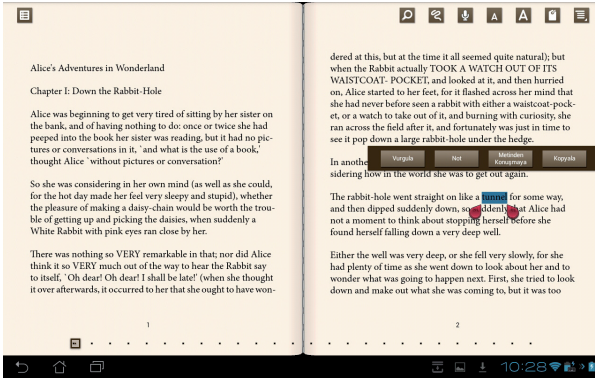 A
A
Alice's Adventures in Wonderland
Chapter I: Down the Rabbit-Hole
Alice was beginning to get very tired of sitting by her sister on
the bank, and of having nothing to do: once or twice she had
peeped into the book her sister was reading, but it had no pic-
tures or conversations in it, `and what is the use of a book,'
thought Alice `without pictures or conversation?'
So she was considering in her own mind (as well as she could,
for the hot day made her feel very sleepy and stupid), whether
the pleasure of making a daisy-chain would be worth the trou-
ble of getting up and picking the daisies, when suddenly a
White Rabbit with pink eyes ran close by her.
There was nothing so VERY remarkable in that; nor did Alice
think it so VERY much out of the way to hear the Rabbit say
to itself, `Oh dear! Oh dear! I shall be late!' (when she thought
it over afterwards, it occurred to her that she ought to have won-
1
dered at this, but at the time it all seemed quite natural); but
when the Rabbit actually TOOK A WATCH OUT OF ITS
WAISTCOAT- POCKET, and looked at it, and then hurried
on, Alice started to her feet, for it flashed across her mind that
she had never before seen a rabbit with either a waistcoat-pock-
et, or a watch to take out of it, and burning with curiosity, she
ran across the field after it, and fortunately was just in time to
see it pop down a large rabbit-hole under the hedge.
Vurgula
Not
Metinden
Konuşmaya
Kopyala
In anothe
sidering how in the world she was to get out again.
The rabbit-hole went straight on like a tunnel for some way,
and then dipped suddenly down, so suddenly that Alice had
not a moment to think about stopping herself before she
found herself falling down a very deep well.
Either the well was very deep, or she fell very slowly, for she
had plenty of time as she went down to look about her and to
wonder what was going to happen next. First, she tried to look
down and make out what she was coming to, but it was too
2
10:28